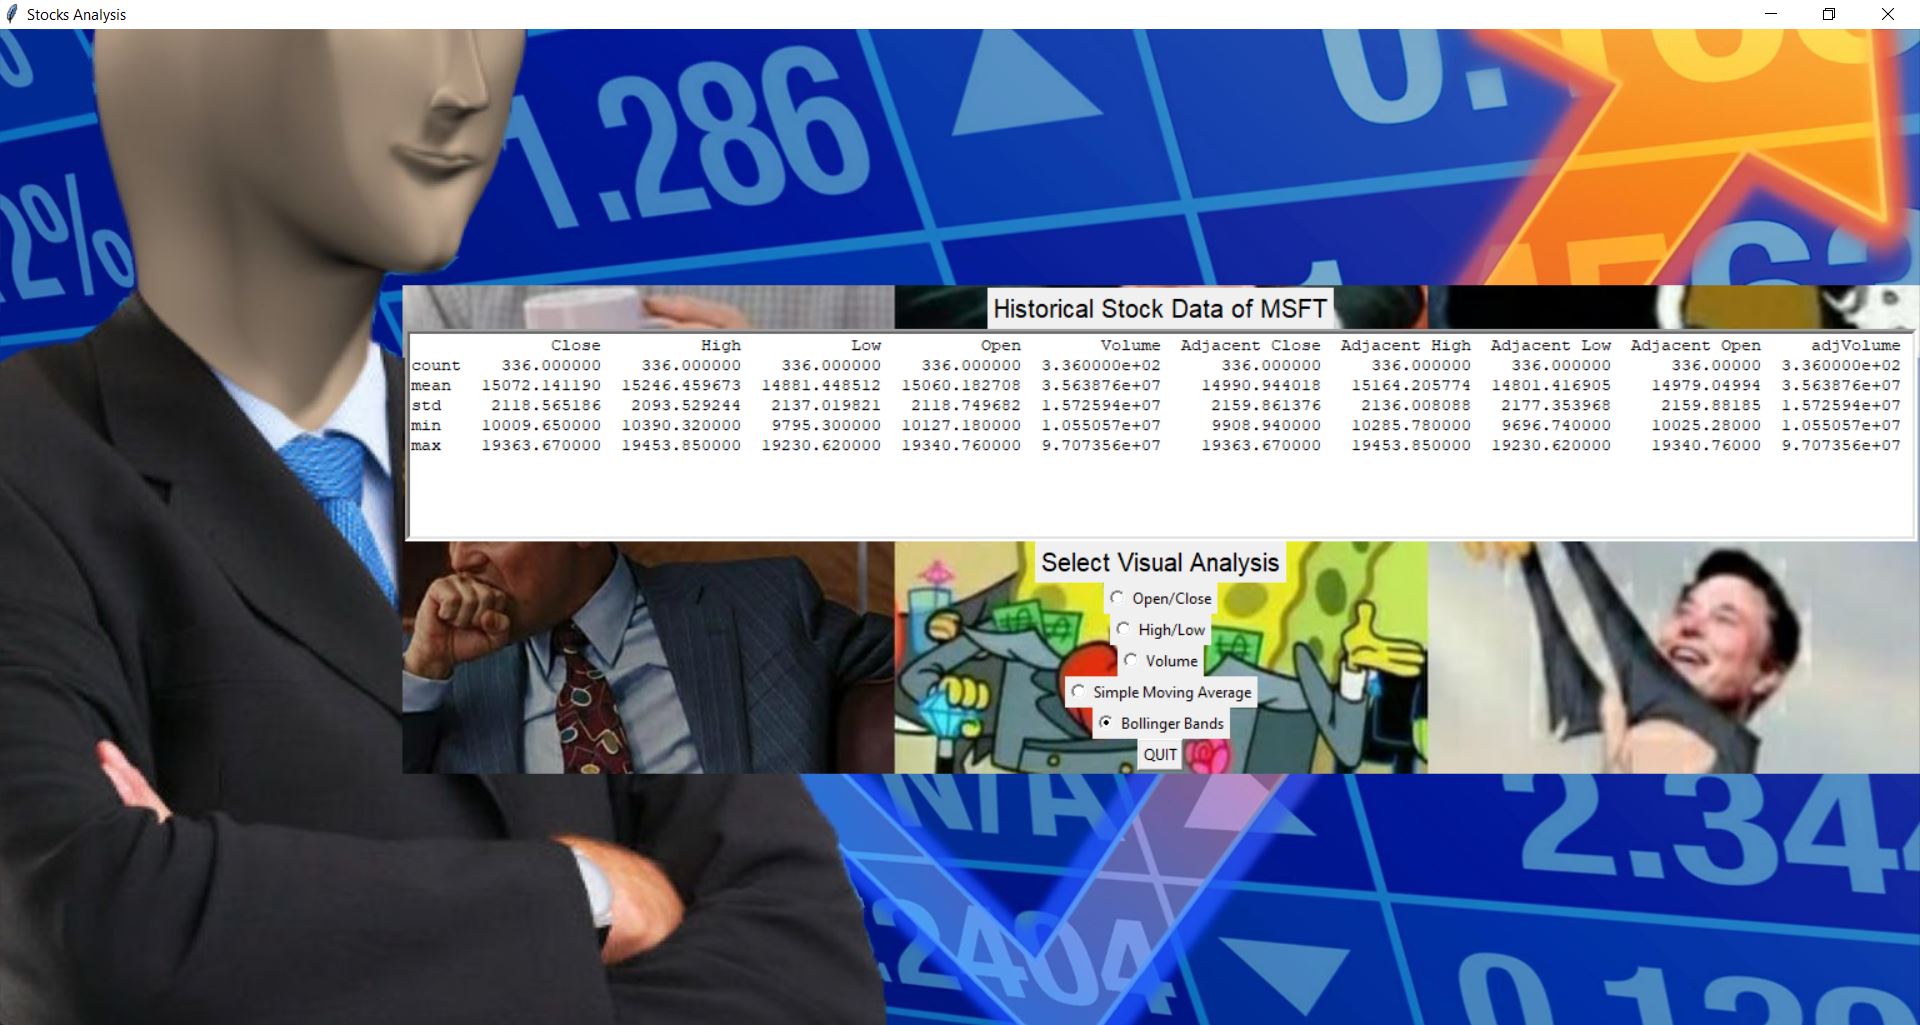 Stocks Analysis
1.286
2%
Historical Stock Data of MSFT
Close High Low Open Volume Adjacent Close Adjacent High Adjacent Low Adjacent Open adjVolume
count 336.000000 336.000000 336.000000 336.000000 3.360000e+02 336.000000 336.000000 336.000000 336.00000 3.360000e+02
mean 15072.141190 15246.459673 14881.448512 15060.182708 3.563876e+07 14990.944018 15164.205774 14801.416905 14979.04994 3.563876e+07
std 2118.565186 2093.529244 2137.019821 2118.749682 1.572594e+07 2159.861376 2136.008088 2177.353968 2159.88185 1.572594e+07
min 10009.650000 10390.320000 9795.300000 10127.180000 1.055057e+07 9908.940000 10285.780000 9696.740000 10025.28000 1.055057e+07
max 19363.670000 19453.850000 19230.620000 19340.760000 9.707356e+07 19363.670000 19453.850000 19230.620000 19340.76000 9.707356e+07
Select Visual Analysis
Open/Close
High/Low
Volume
Simple Moving Average
Bollinger Bands
QUIT
N/A
2.344
.2404